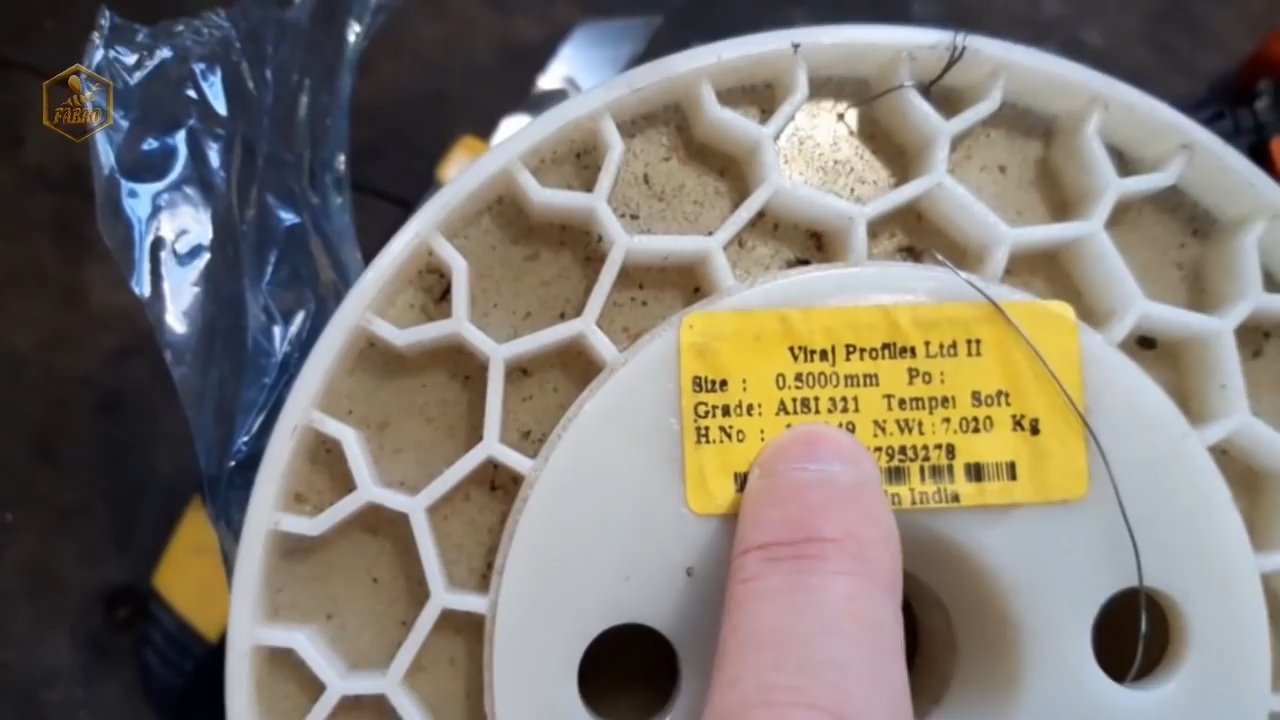 FABRO
Viraj Profiles Ltd II
Size : 0.5000mm Po :
Grade: AISI 321 Temper Soft
H.No : N.Wt:7.020 Kg
7953278
in India